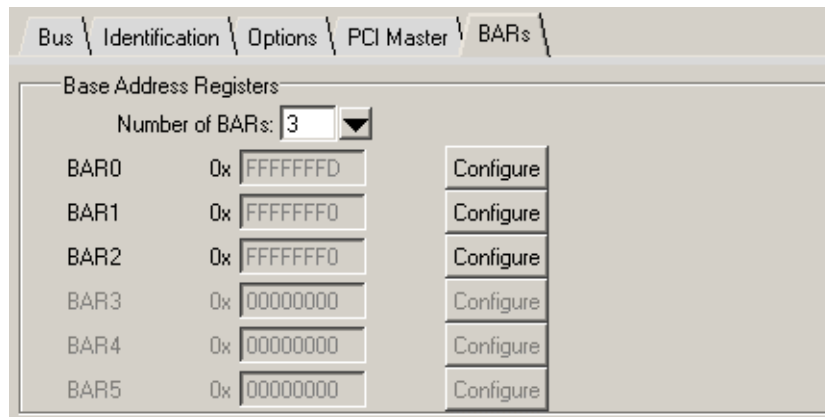 Bus Identification Options PCI Master BARs
Base Address Registers
Number of BARs: 3
BAR0 0x FFFFFFFD Configure
BAR1 0x FFFFFFF0 Configure
BAR2 0x FFFFFFF0 Configure
BAR3 0x 00000000 Configure
BAR4 0x 00000000 Configure
BAR5 0x 00000000 Configure